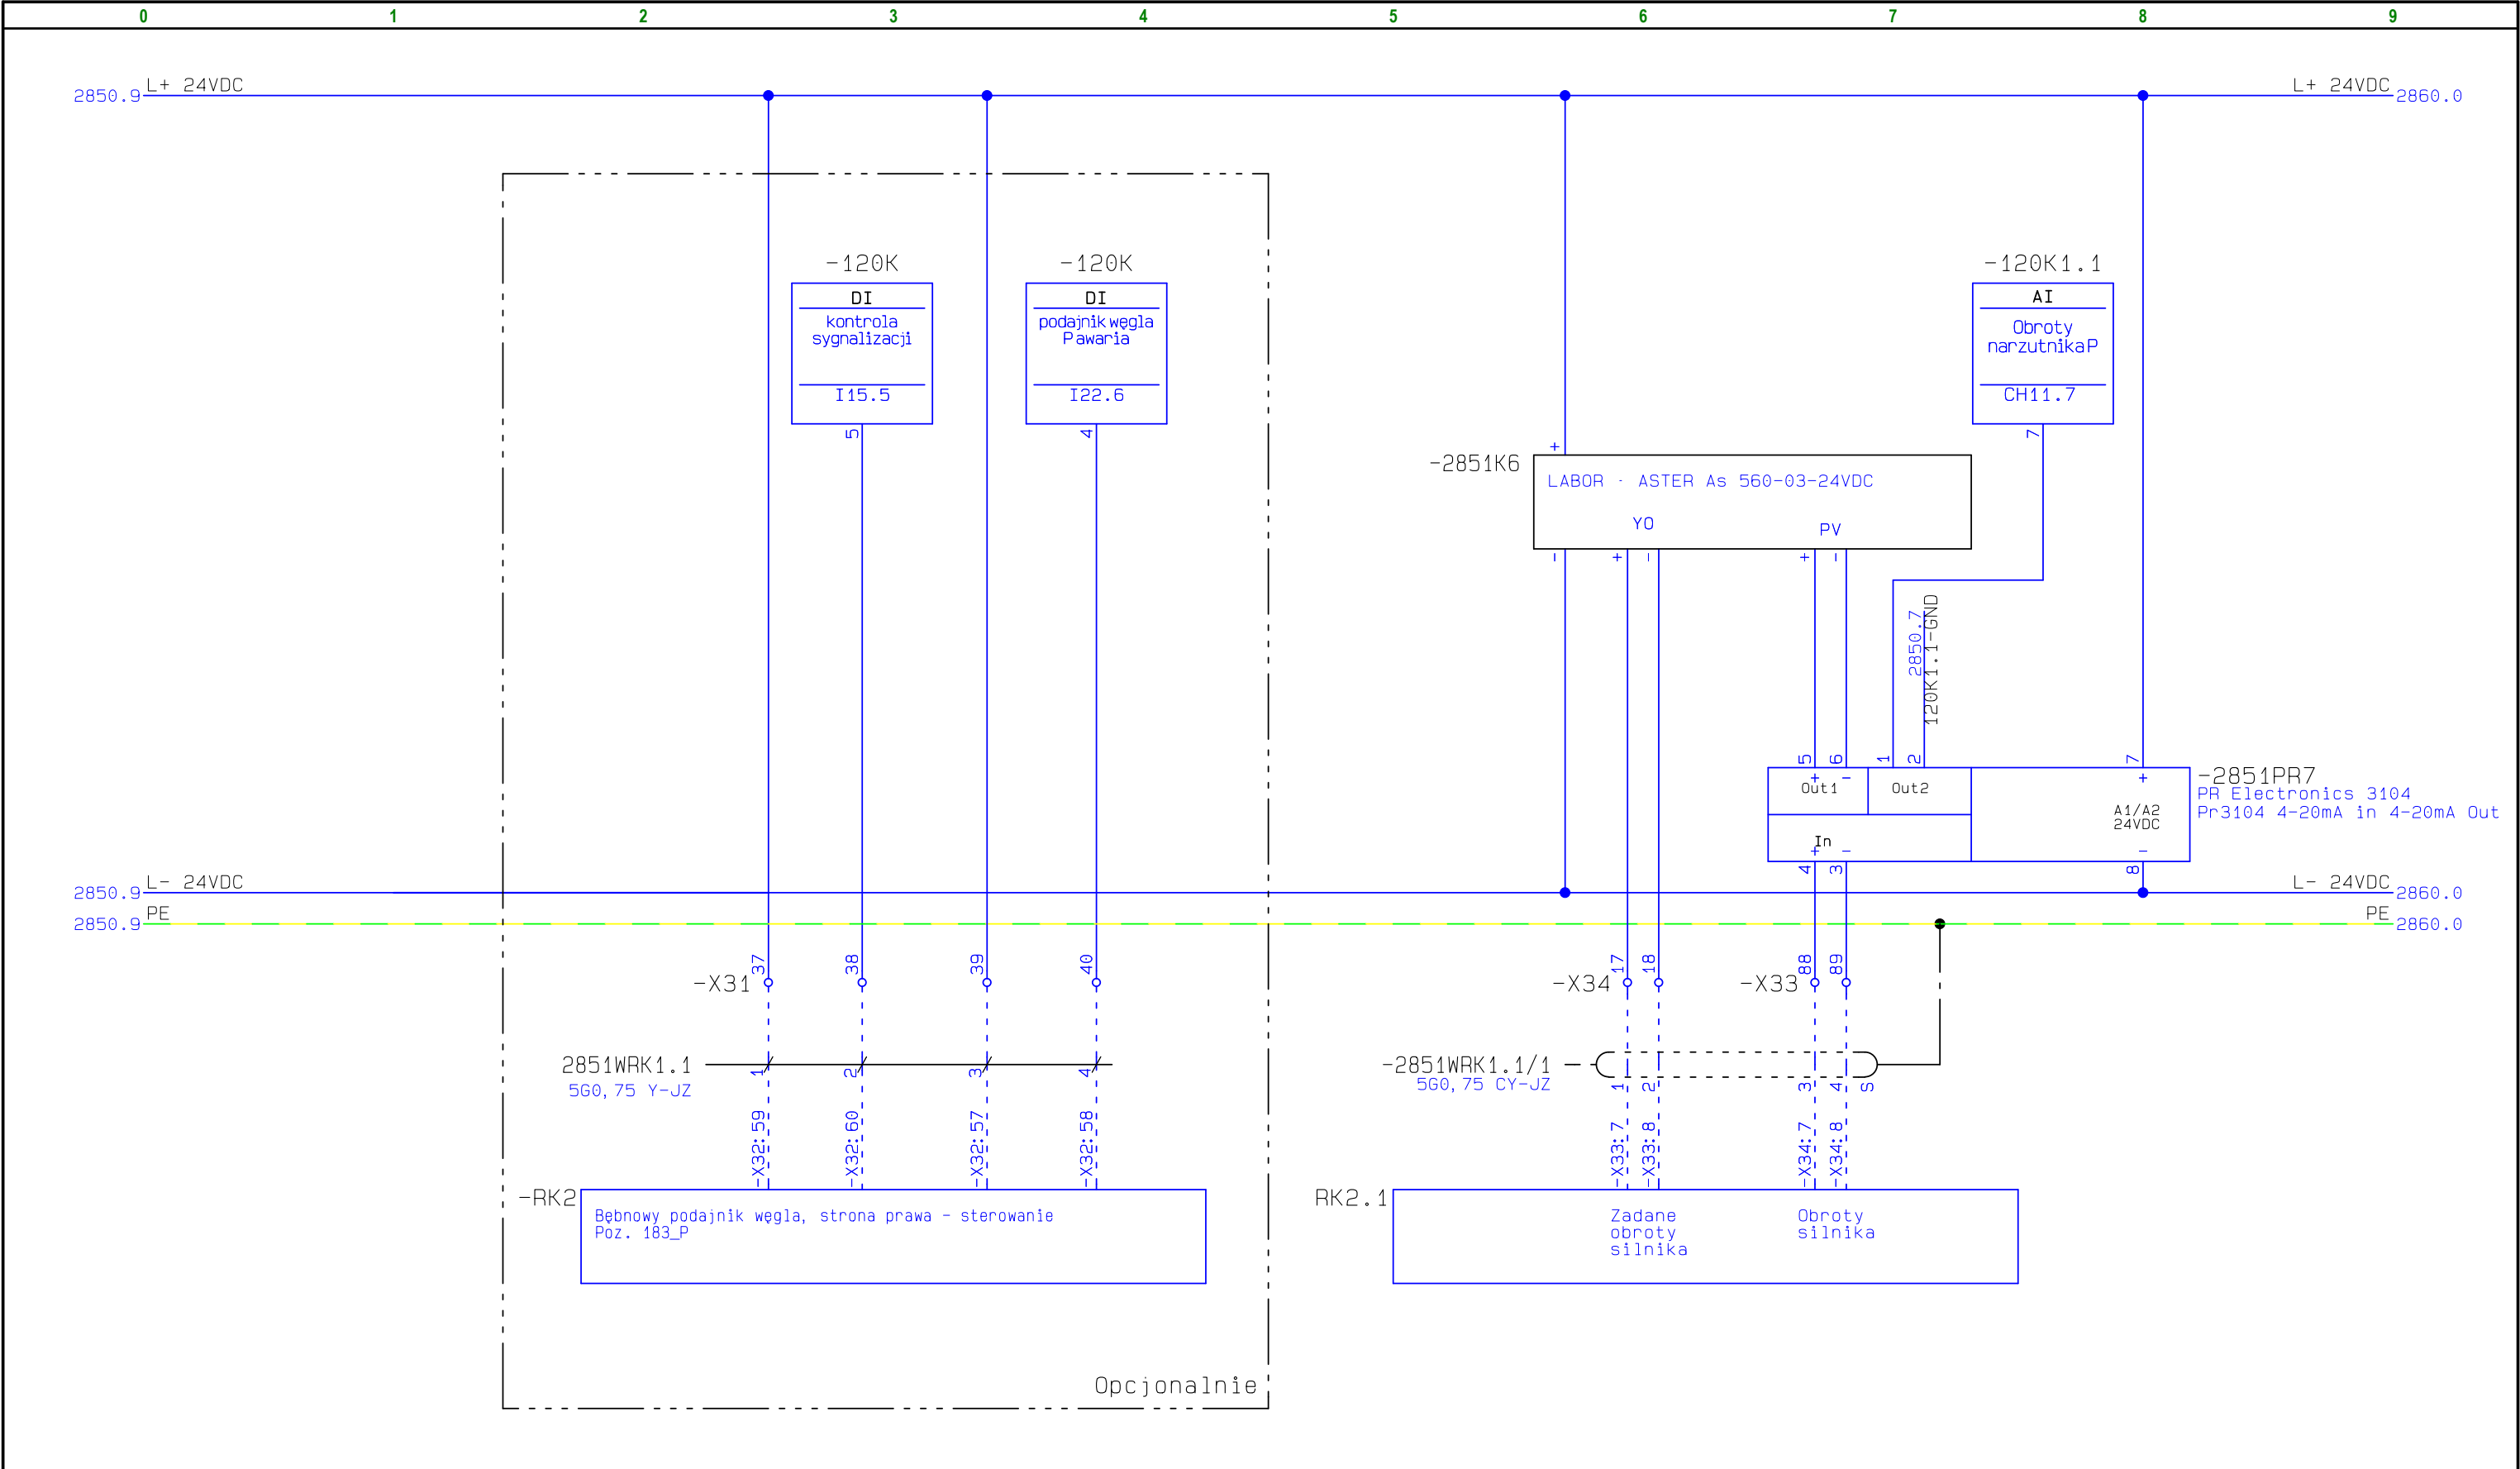 0 1 2 3 4 5 6 7 8 9
L+ 24VDC
2850.9
L+ 24VDC
2860.0
-120K
DI
kontrola
sygnalizacji
I15.5
5
-120K
DI
podajnik węgla
P awaria
I22.6
4
-120K1.1
AI
Obroty
narzutnika P
CH11.7
7
-2851K6
+
LABOR - ASTER As 560-03-24VDC
YO
PV
- + - + -
2850.7
120K1.1-GND
5 6 1 2 7
+ - +
Out1
Out2
A1/A2
24VDC
In
+ - -
4 3 8
-2851PR7
PR Electronics 3104
Pr3104 4-20mA in 4-20mA Out
L- 24VDC
2850.9
L- 24VDC
2860.0
PE
2850.9
PE
2860.0
-X31
37 38 39 40
-X34
17 18
-X33
88 89
2851WRK1.1
5G0,75 Y-JZ
1 2 3 4
-2851WRK1.1/1
5G0,75 CY-JZ
1 2 3 4 S
-X32:59
-X32:60
-X32:57
-X32:58
-X33:7
-X33:8
-X34:7
-X34:8
-RK2
Bębnowy podajnik węgla, strona prawa - sterowanie
Poz. 183_P
RK2.1
Zadane
obroty
silnika
Obroty
silnika
Opcjonalnie